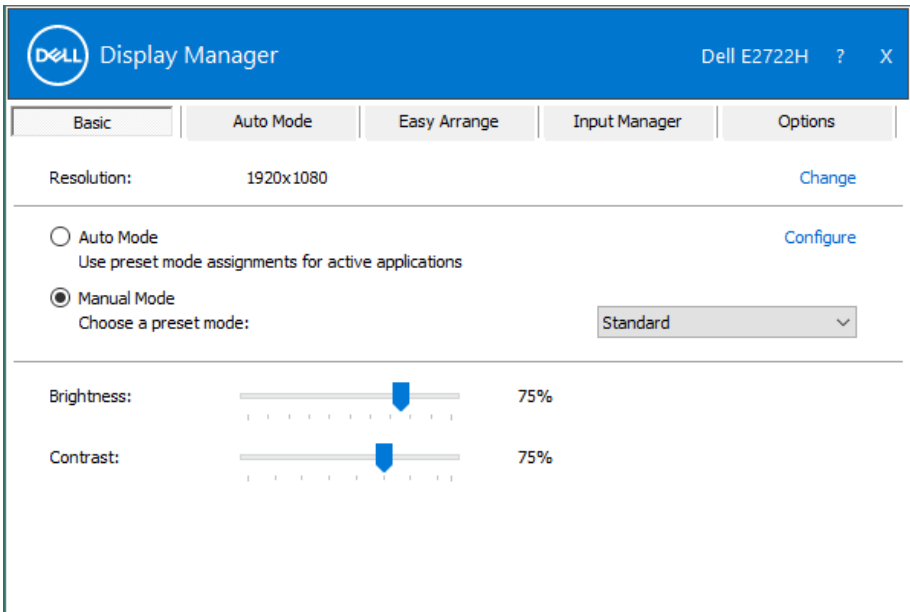 DELL Display Manager Dell E2722H ? X
Basic Auto Mode Easy Arrange Input Manager Options
Resolution: 1920x1080 Change
Auto Mode Configure
Use preset mode assignments for active applications
Manual Mode
Choose a preset mode: Standard
Brightness: 75%
Contrast: 75%